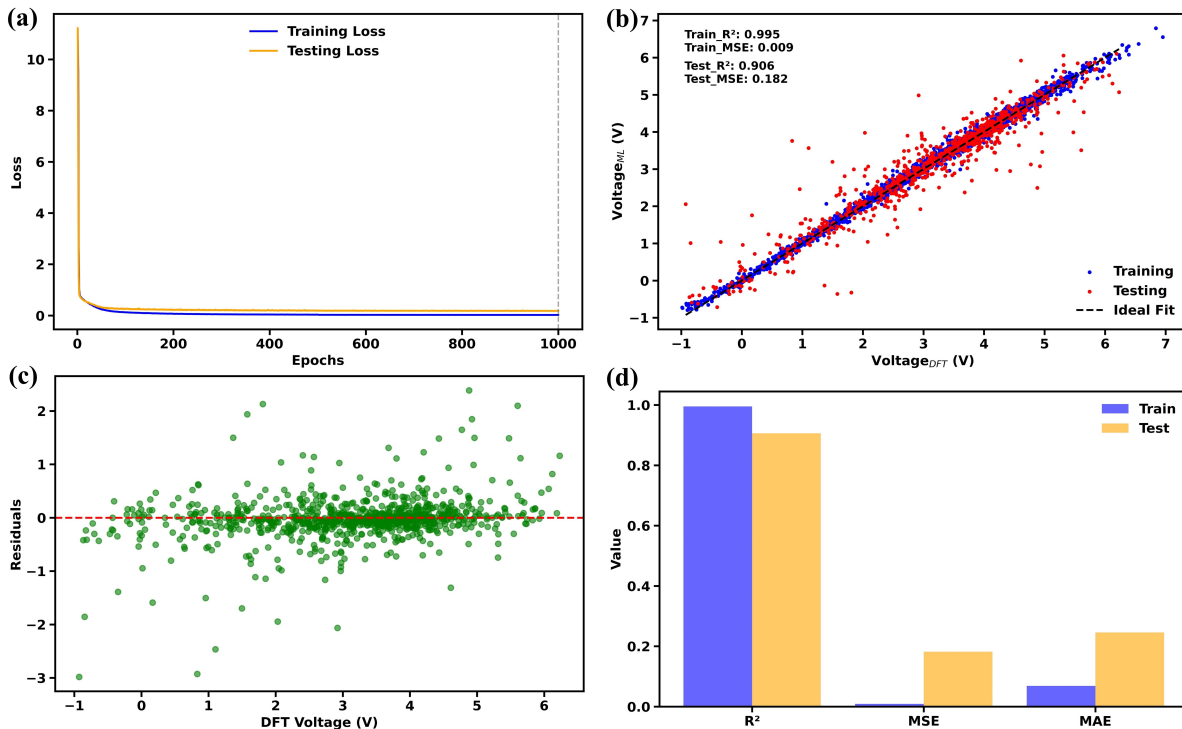 (a)
Training Loss
Testing Loss
Loss
10
8
6
4
2
0
0
200
400
600
800
1000
Epochs
(b)
Train_R²: 0.995
Train_MSE: 0.009
Test_R²: 0.906
Test_MSE: 0.182
Voltage_ML (V)
7
6
5
4
3
2
1
0
−1
Training
Testing
Ideal Fit
−1
0
1
2
3
4
5
6
7
Voltage_DFT (V)
(c)
Residuals
2
1
0
−1
−2
−3
−1
0
1
2
3
4
5
6
DFT Voltage (V)
(d)
Train
Test
Value
1.0
0.8
0.6
0.4
0.2
0.0
R²
MSE
MAE